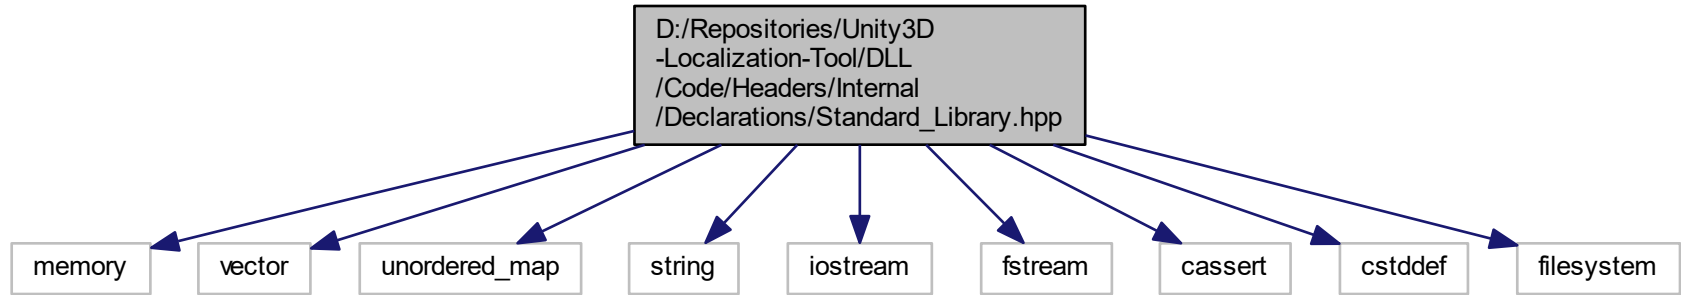 D:/Repositories/Unity3D
-Localization-Tool/DLL
/Code/Headers/Internal
/Declarations/Standard_Library.hpp
memory
vector
unordered_map
string
iostream
fstream
cassert
cstddef
filesystem